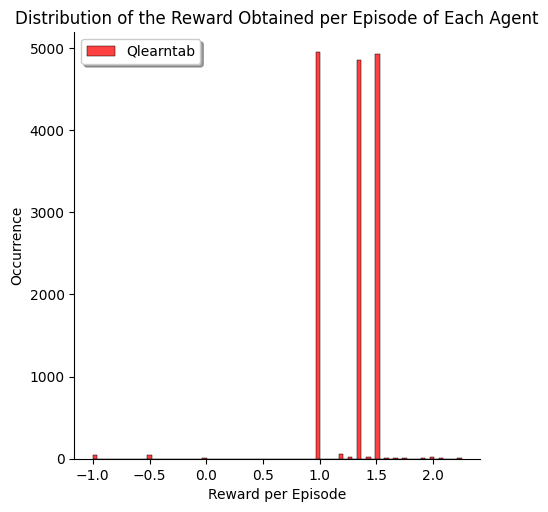 Distribution of the Reward Obtained per Episode of Each Agent
Qlearntab
5000
4000
3000
2000
1000
0
Occurrence
−1.0 −0.5 0.0 0.5 1.0 1.5 2.0
Reward per Episode